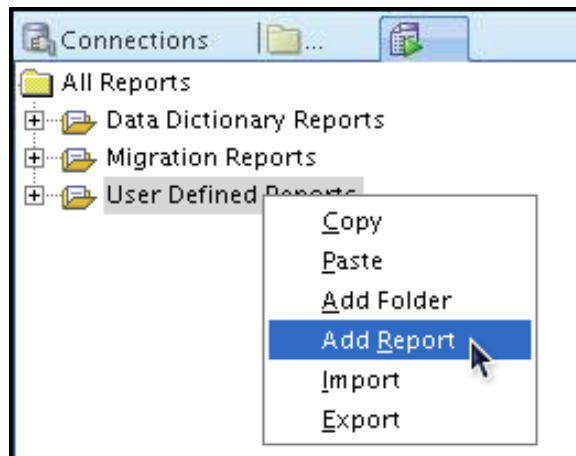 Connections ...
All Reports
Data Dictionary Reports
Migration Reports
User Defined Reports
Copy
Paste
Add Folder
Add Report
Import
Export